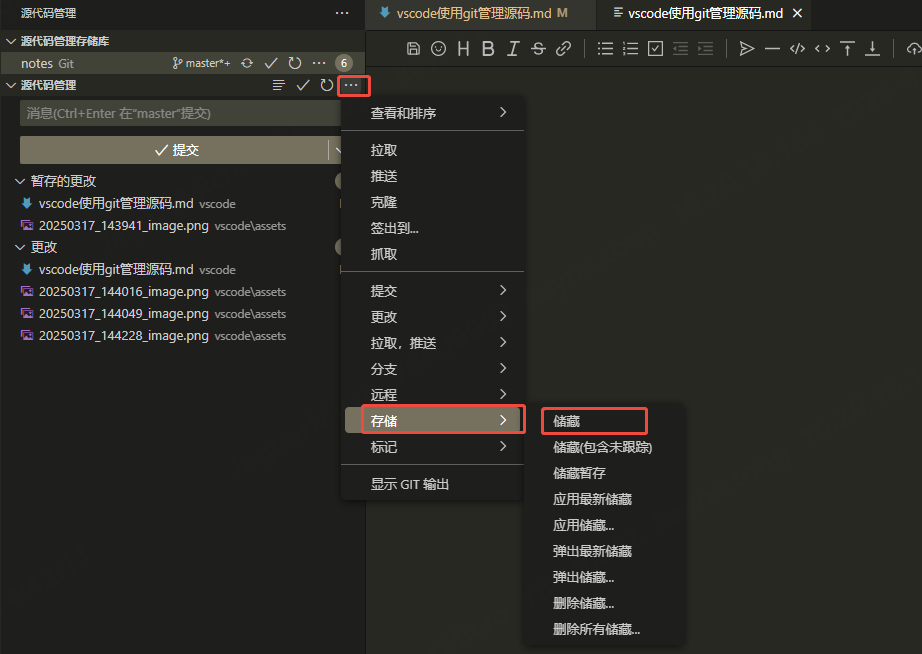 源代码管理
vscode使用git管理源码.md M
vscode使用git管理源码.md
源代码管理存储库
notes Git master*+ 6
源代码管理
消息(Ctrl+Enter 在"master"提交)
提交
暂存的更改
vscode使用git管理源码.md vscode
20250317_143941_image.png vscode\assets
更改
vscode使用git管理源码.md vscode
20250317_144016_image.png vscode\assets
20250317_144049_image.png vscode\assets
20250317_144228_image.png vscode\assets
查看和排序
拉取
推送
克隆
签出到...
抓取
提交
更改
拉取，推送
分支
远程
存储
标记
显示 GIT 输出
储藏
储藏(包含未跟踪)
储藏暂存
应用最新储藏
应用储藏...
弹出最新储藏
弹出储藏...
删除储藏...
删除所有储藏...